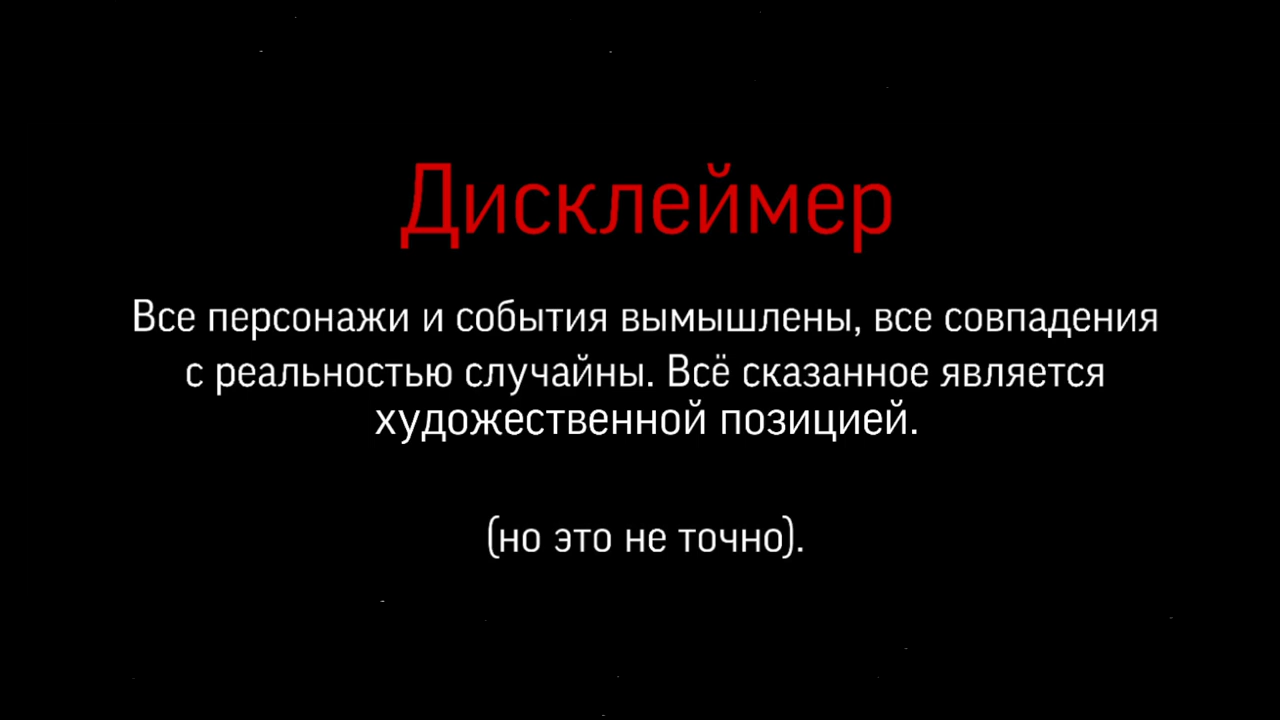 Дисклеймер
Все персонажи и события вымышлены, все совпадения
с реальностью случайны. Всё сказанное является
художественной позицией.
(но это не точно).